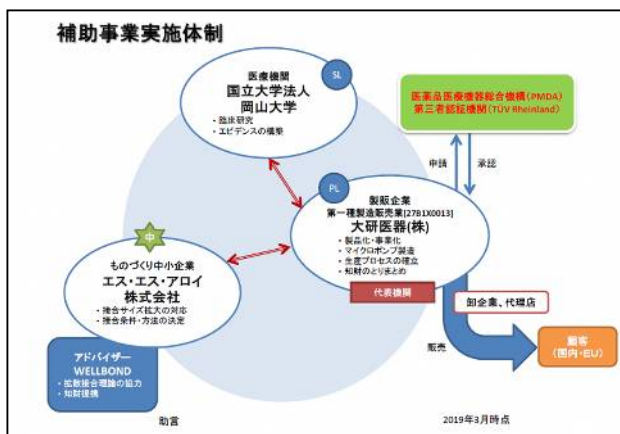 補助事業実施体制
医療機関
国立大学法人
岡山大学
・臨床研究
・エビデンスの構築
SL
医薬品医療機器総合機構(PMDA)
第三者認証機関(TÜV Rheinland)
申請
承認
PL
製販企業
第一種製造販売業[27B1X0013]
大研医器(株)
・製品化・事業化
・マイクロポンプ製造
・生産プロセスの確立
・知財のとりまとめ
代表機関
中
ものづくり中小企業
エス・エス・アロイ
株式会社
・接合サイズ拡大の対応
・接合条件・方法の決定
卸企業、代理店
販売
顧客
(国内・EU)
アドバイザー
WELLBOND
・拡散接合理論の協力
・知財提携
助言
2019年3月時点